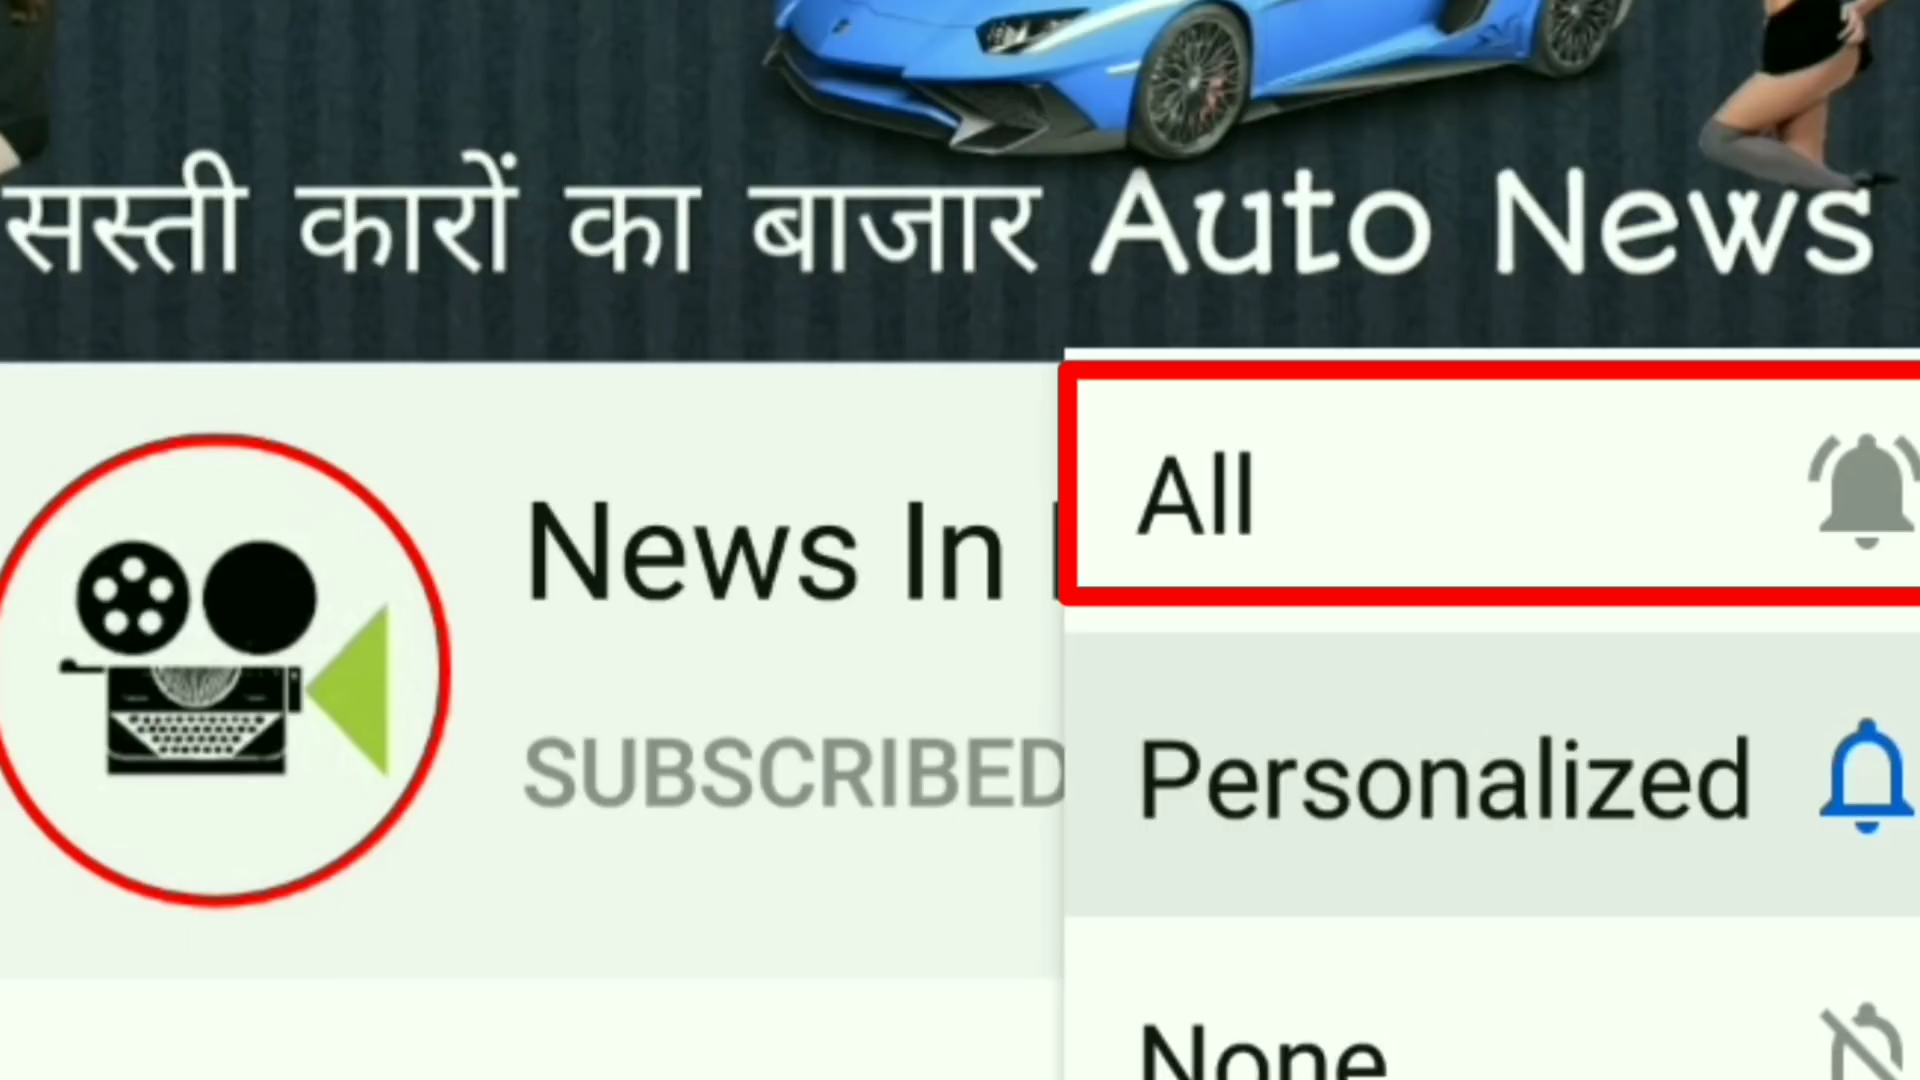 सस्ती कारों का बाजार Auto News
News In
SUBSCRIBED
All
Personalized
None